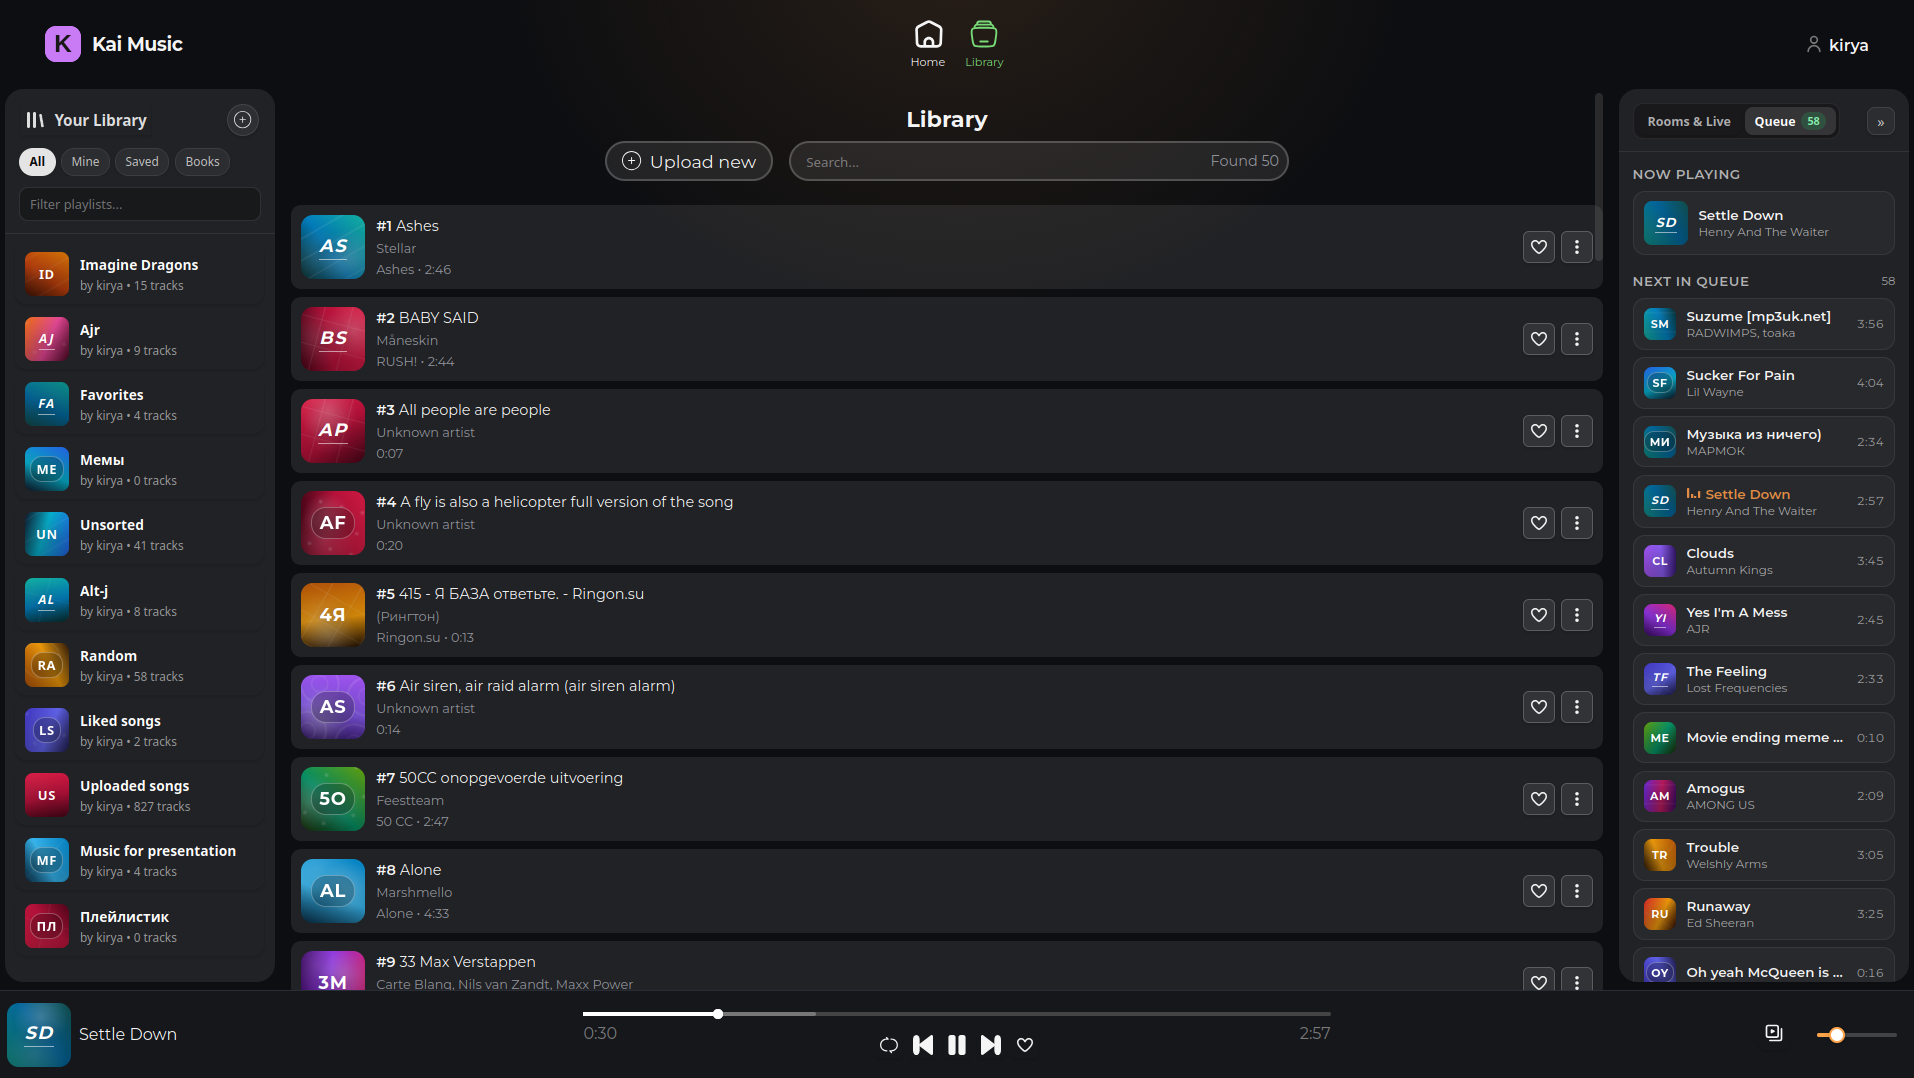 K Kai Music
Home
Library
kirya
Your Library
All Mine Saved Books
Filter playlists...
ID
Imagine Dragons
by kirya • 15 tracks
AJ
Ajr
by kirya • 9 tracks
FA
Favorites
by kirya • 4 tracks
ME
Мемы
by kirya • 0 tracks
UN
Unsorted
by kirya • 41 tracks
AL
Alt-j
by kirya • 8 tracks
RA
Random
by kirya • 58 tracks
LS
Liked songs
by kirya • 2 tracks
US
Uploaded songs
by kirya • 827 tracks
MF
Music for presentation
by kirya • 4 tracks
ПЛ
Плейлистик
by kirya • 0 tracks
Library
Upload new
Search... Found 50
AS
#1 Ashes
Stellar
Ashes • 2:46
BS
#2 BABY SAID
Måneskin
RUSH! • 2:44
AP
#3 All people are people
Unknown artist
0:07
AF
#4 A fly is also a helicopter full version of the song
Unknown artist
0:20
4Я
#5 415 - Я БАЗА ответьте. - Ringon.su
(Рингтон)
Ringon.su • 0:13
AS
#6 Air siren, air raid alarm (air siren alarm)
Unknown artist
0:14
5O
#7 50CC onopgevoerde uitvoering
Feestteam
50 CC • 2:47
AL
#8 Alone
Marshmello
Alone • 4:33
3M
#9 33 Max Verstappen
Carte Blanq, Nils van Zandt, Maxx Power
Rooms & Live Queue 58 »
NOW PLAYING
SD
Settle Down
Henry And The Waiter
NEXT IN QUEUE 58
SM
Suzume [mp3uk.net] 3:56
RADWIMPS, toaka
SF
Sucker For Pain 4:04
Lil Wayne
МИ
Музыка из ничего) 2:34
МАРМОК
SD
Settle Down 2:57
Henry And The Waiter
CL
Clouds 3:45
Autumn Kings
YI
Yes I'm A Mess 2:45
AJR
TF
The Feeling 2:33
Lost Frequencies
ME
Movie ending meme ... 0:10
AM
Amogus 2:09
AMONG US
TR
Trouble 3:05
Welshly Arms
RU
Runaway 3:25
Ed Sheeran
OY
Oh yeah McQueen is ... 0:16
SD
Settle Down
0:30 2:57